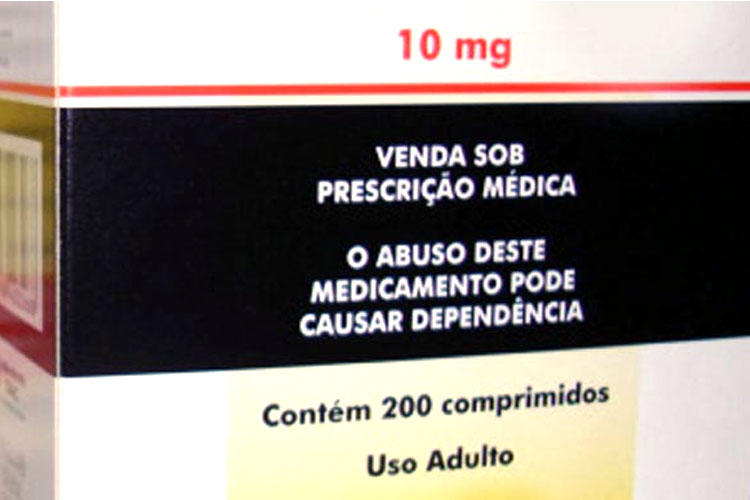 10 mg
VENDA SOB
PRESCRIÇÃO MÉDICA
O ABUSO DESTE
MEDICAMENTO PODE
CAUSAR DEPENDÊNCIA
Contém 200 comprimidos
Uso Adulto